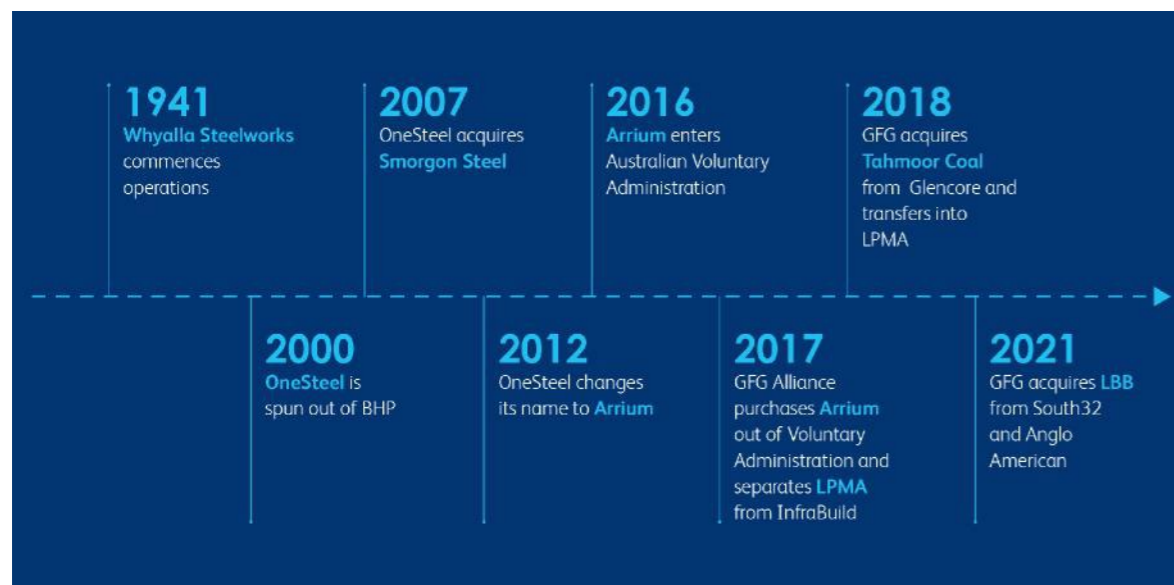 1941
Whyalla Steelworks
commences
operations
2007
OneSteel acquires
Smorgon Steel
2016
Arrium enters
Australian Voluntary
Administration
2018
GFG acquires
Tahmoor Coal
from Glencore and
transfers into
LPMA
2000
OneSteel is
spun out of BHP
2012
OneSteel changes
its name to Arrium
2017
GFG Alliance
purchases Arrium
out of Voluntary
Administration and
separates LPMA
from InfraBuild
2021
GFG acquires LBB
from South32
and Anglo
American